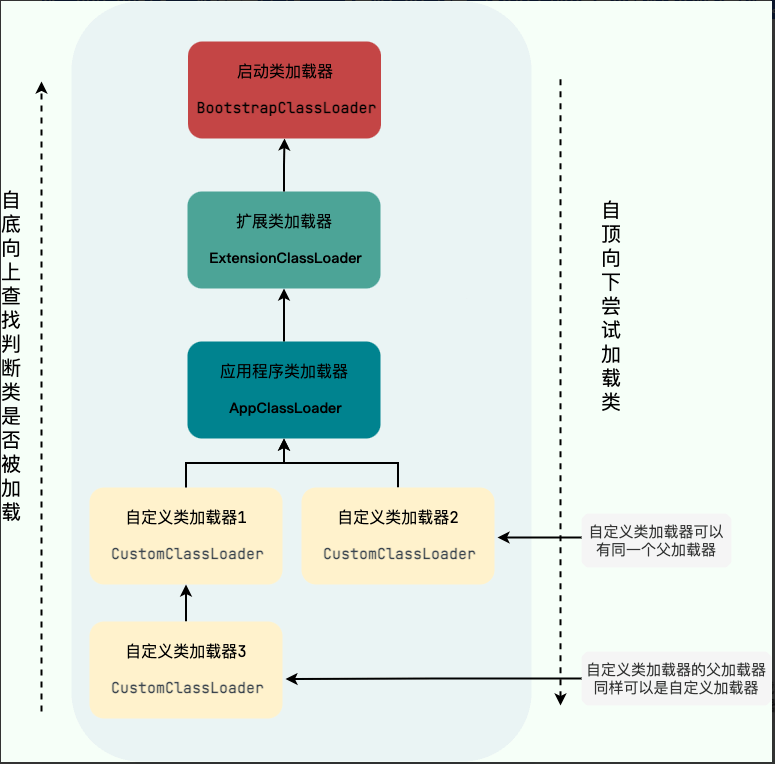 启动类加载器
BootstrapClassLoader
扩展类加载器
ExtensionClassLoader
应用程序类加载器
AppClassLoader
自定义类加载器1
CustomClassLoader
自定义类加载器2
CustomClassLoader
自定义类加载器3
CustomClassLoader
自底向上查找判断类是否被加载
自顶向下尝试加载类
自定义类加载器可以
有同一个父加载器
自定义类加载器的父加载器
同样可以是自定义加载器